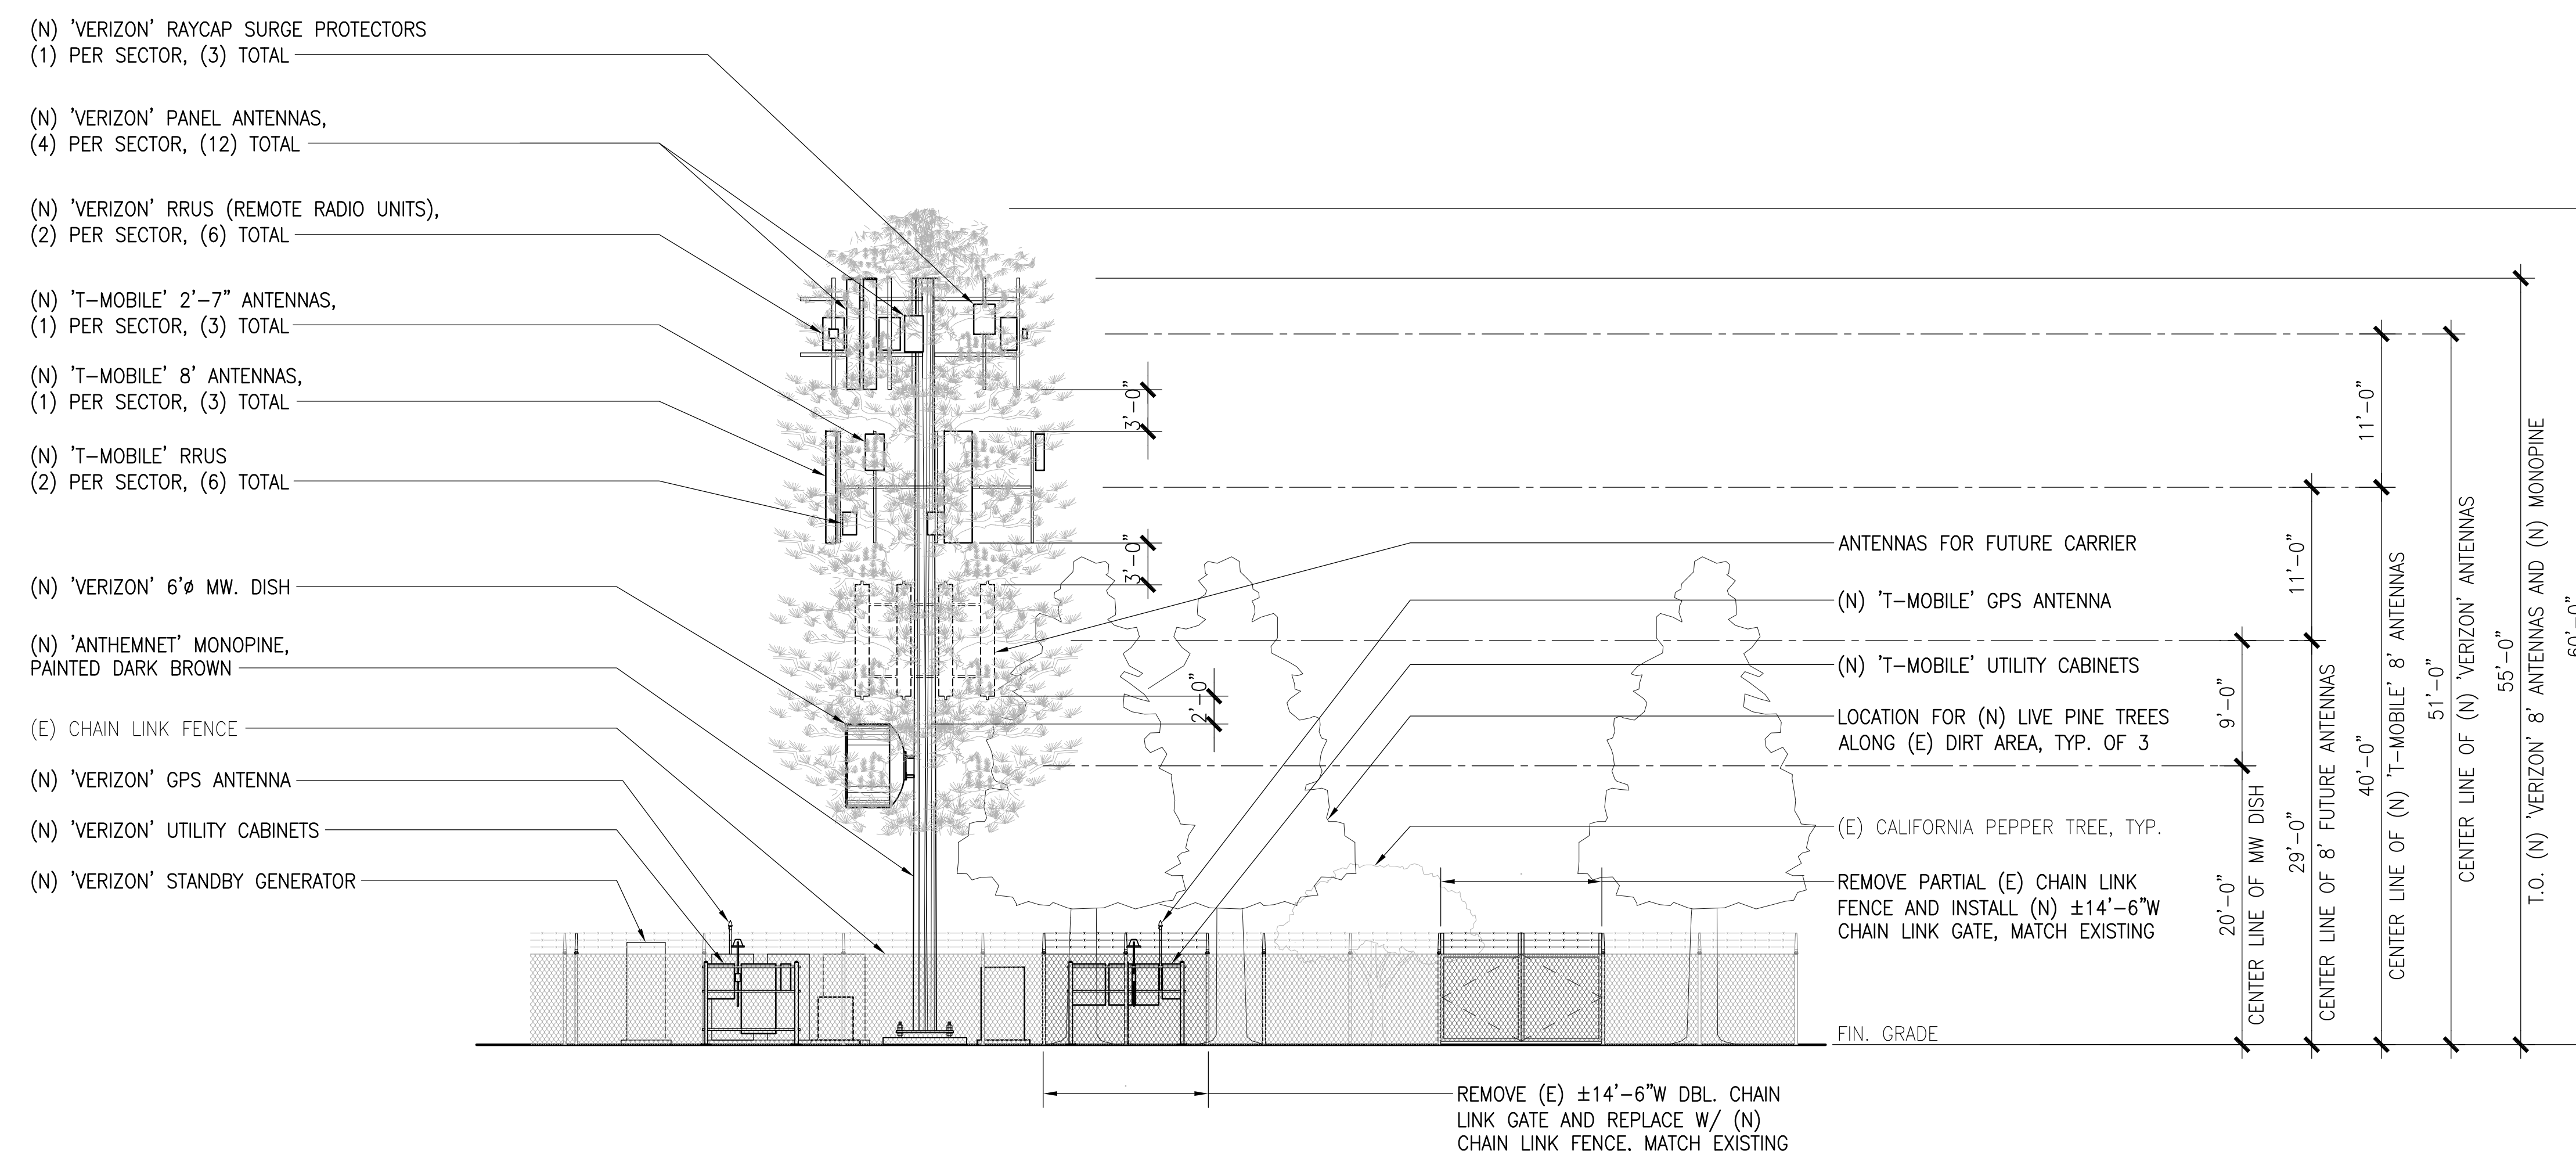 (N) 'VERIZON' RAYCAP SURGE PROTECTORS
(1) PER SECTOR, (3) TOTAL
(N) 'VERIZON' PANEL ANTENNAS,
(4) PER SECTOR, (12) TOTAL
(N) 'VERIZON' RRUS (REMOTE RADIO UNITS),
(2) PER SECTOR, (6) TOTAL
(N) 'T-MOBILE' 2'-7" ANTENNAS,
(1) PER SECTOR, (3) TOTAL
(N) 'T-MOBILE' 8' ANTENNAS,
(1) PER SECTOR, (3) TOTAL
(N) 'T-MOBILE' RRUS
(2) PER SECTOR, (6) TOTAL
(N) 'VERIZON' 6'ø MW. DISH
(N) 'ANTHEMNET' MONOPINE,
PAINTED DARK BROWN
(E) CHAIN LINK FENCE
(N) 'VERIZON' GPS ANTENNA
(N) 'VERIZON' UTILITY CABINETS
(N) 'VERIZON' STANDBY GENERATOR
3'-0"
3'-0"
2'-0"
ANTENNAS FOR FUTURE CARRIER
(N) 'T-MOBILE' GPS ANTENNA
(N) 'T-MOBILE' UTILITY CABINETS
LOCATION FOR (N) LIVE PINE TREES
ALONG (E) DIRT AREA, TYP. OF 3
(E) CALIFORNIA PEPPER TREE, TYP.
REMOVE PARTIAL (E) CHAIN LINK
FENCE AND INSTALL (N) ±14'-6"W
CHAIN LINK GATE, MATCH EXISTING
FIN. GRADE
REMOVE (E) ±14'-6"W DBL. CHAIN
LINK GATE AND REPLACE W/ (N)
CHAIN LINK FENCE. MATCH EXISTING
9'-0"
20'-0"
CENTER LINE OF MW DISH
11'-0"
29'-0"
CENTER LINE OF 8' FUTURE ANTENNAS
11'-0"
40'-0"
CENTER LINE OF (N) 'T-MOBILE' 8' ANTENNAS
51'-0"
CENTER LINE OF (N) 'VERIZON' ANTENNAS
55'-0"
T.O. (N) 'VERIZON' 8' ANTENNAS AND (N) MONOPINE
60'-0"